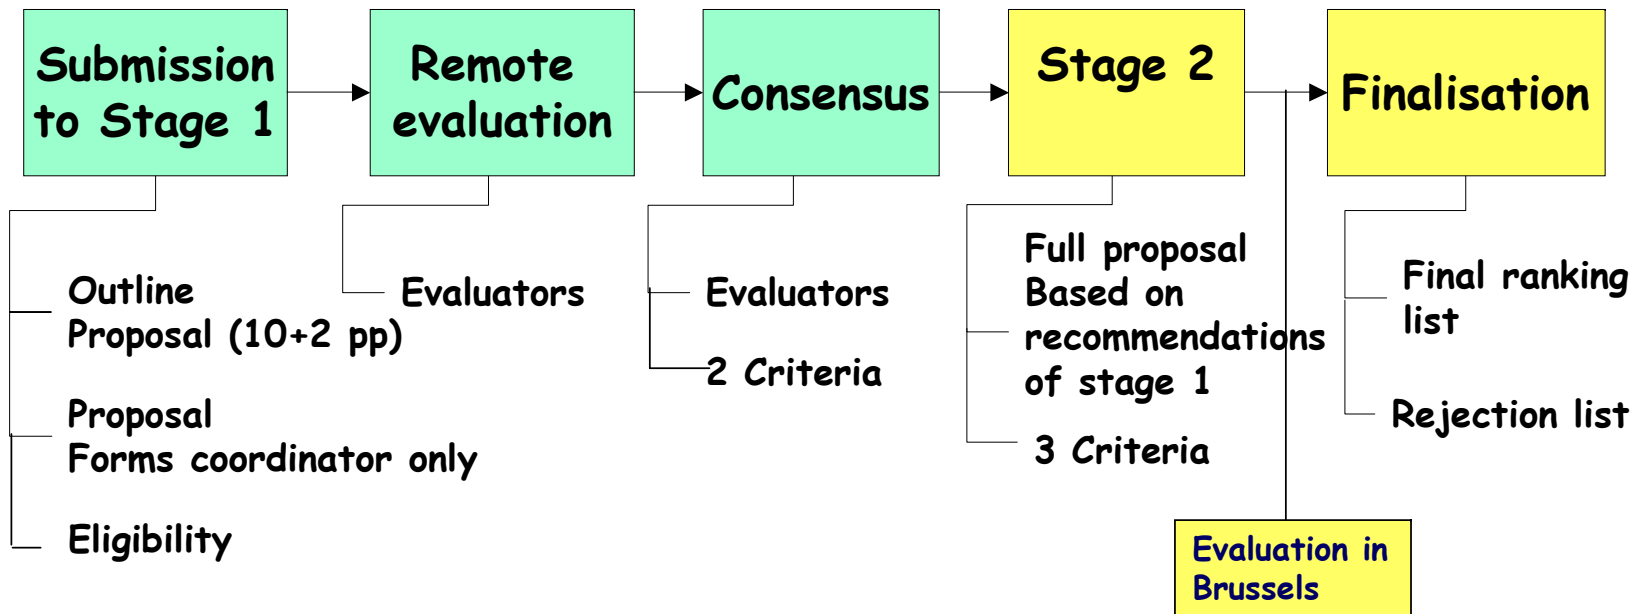 Submission
to Stage 1
Remote
evaluation
Consensus
Stage 2
Finalisation
Outline
Proposal (10+2 pp)
Proposal
Forms coordinator only
Eligibility
Evaluators
Evaluators
2 Criteria
Full proposal
Based on
recommendations
of stage 1
3 Criteria
Final ranking
list
Rejection list
Evaluation in
Brussels